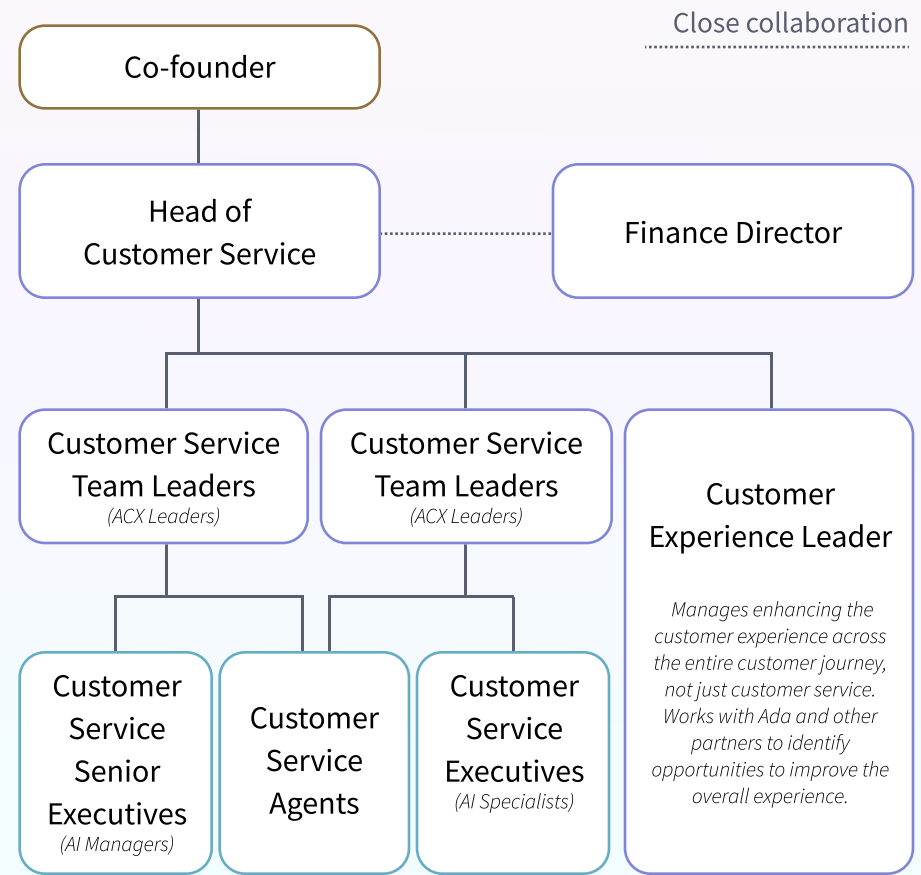 Close collaboration
Co-founder
Head of
Customer Service
Finance Director
Customer Service
Team Leaders
(ACX Leaders)
Customer Service
Team Leaders
(ACX Leaders)
Customer
Experience Leader
Manages enhancing the
customer experience across
the entire customer journey,
not just customer service.
Works with Ada and other
partners to identify
opportunities to improve the
overall experience.
Customer
Service
Senior
Executives
(AI Managers)
Customer
Service
Agents
Customer
Service
Executives
(AI Specialists)